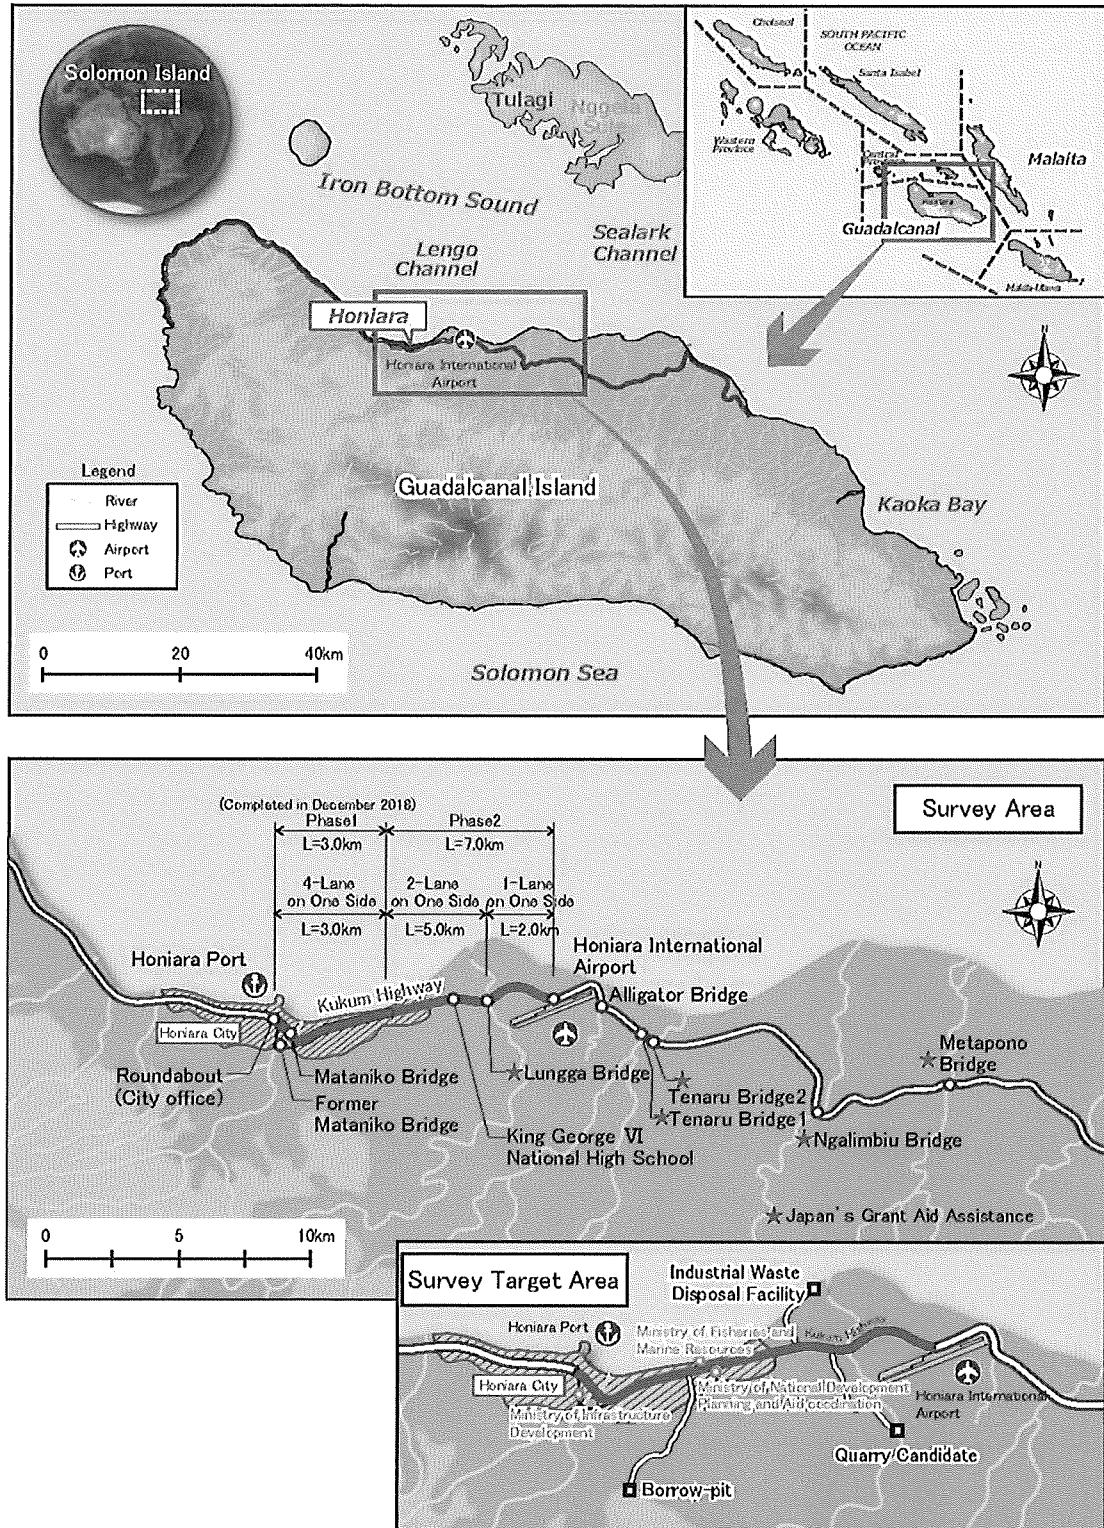 Solomon Island
Tulagi
Nggela
Iron Bottom Sound
Sealark
Channel
Lengo
Channel
Honiara
Honiara International
Airport
Guadalcanal Island
Kaoka Bay
Solomon Sea
Legend
River
Highway
Airport
Port
0 20 40km
Choiseul
SOUTH PACIFIC
OCEAN
Santa Isabel
Western
Province
Central
Province
Malaita
Honiara
Guadalcanal
N
Survey Area
(Completed in December 2018)
Phase1
L=3.0km
Phase2
L=7.0km
4-Lane
on One Side
L=3.0km
2-Lane
on One Side
L=5.0km
1-Lane
on One Side
L=2.0km
N
Honiara Port
Kukum Highway
Honiara International
Airport
Alligator Bridge
Honiara City
Roundabout
(City office)
Mataniko Bridge
Former
Mataniko Bridge
★Lungga Bridge
King George VI
National High School
Tenaru Bridge2
★Tenaru Bridge1
Metapono
Bridge
★Ngalimbiu Bridge
★Japan's Grant Aid Assistance
0 5 10km
Survey Target Area
Industrial Waste
Disposal Facility
Honiara Port
Ministry of Fisheries and
Marine Resources
Kukum Highway
Honiara City
Ministry of National Development
Planning and Aid coodination
Ministry of Infrastructure
Development
Honiara International
Airport
Quarry Candidate
Borrow-pit